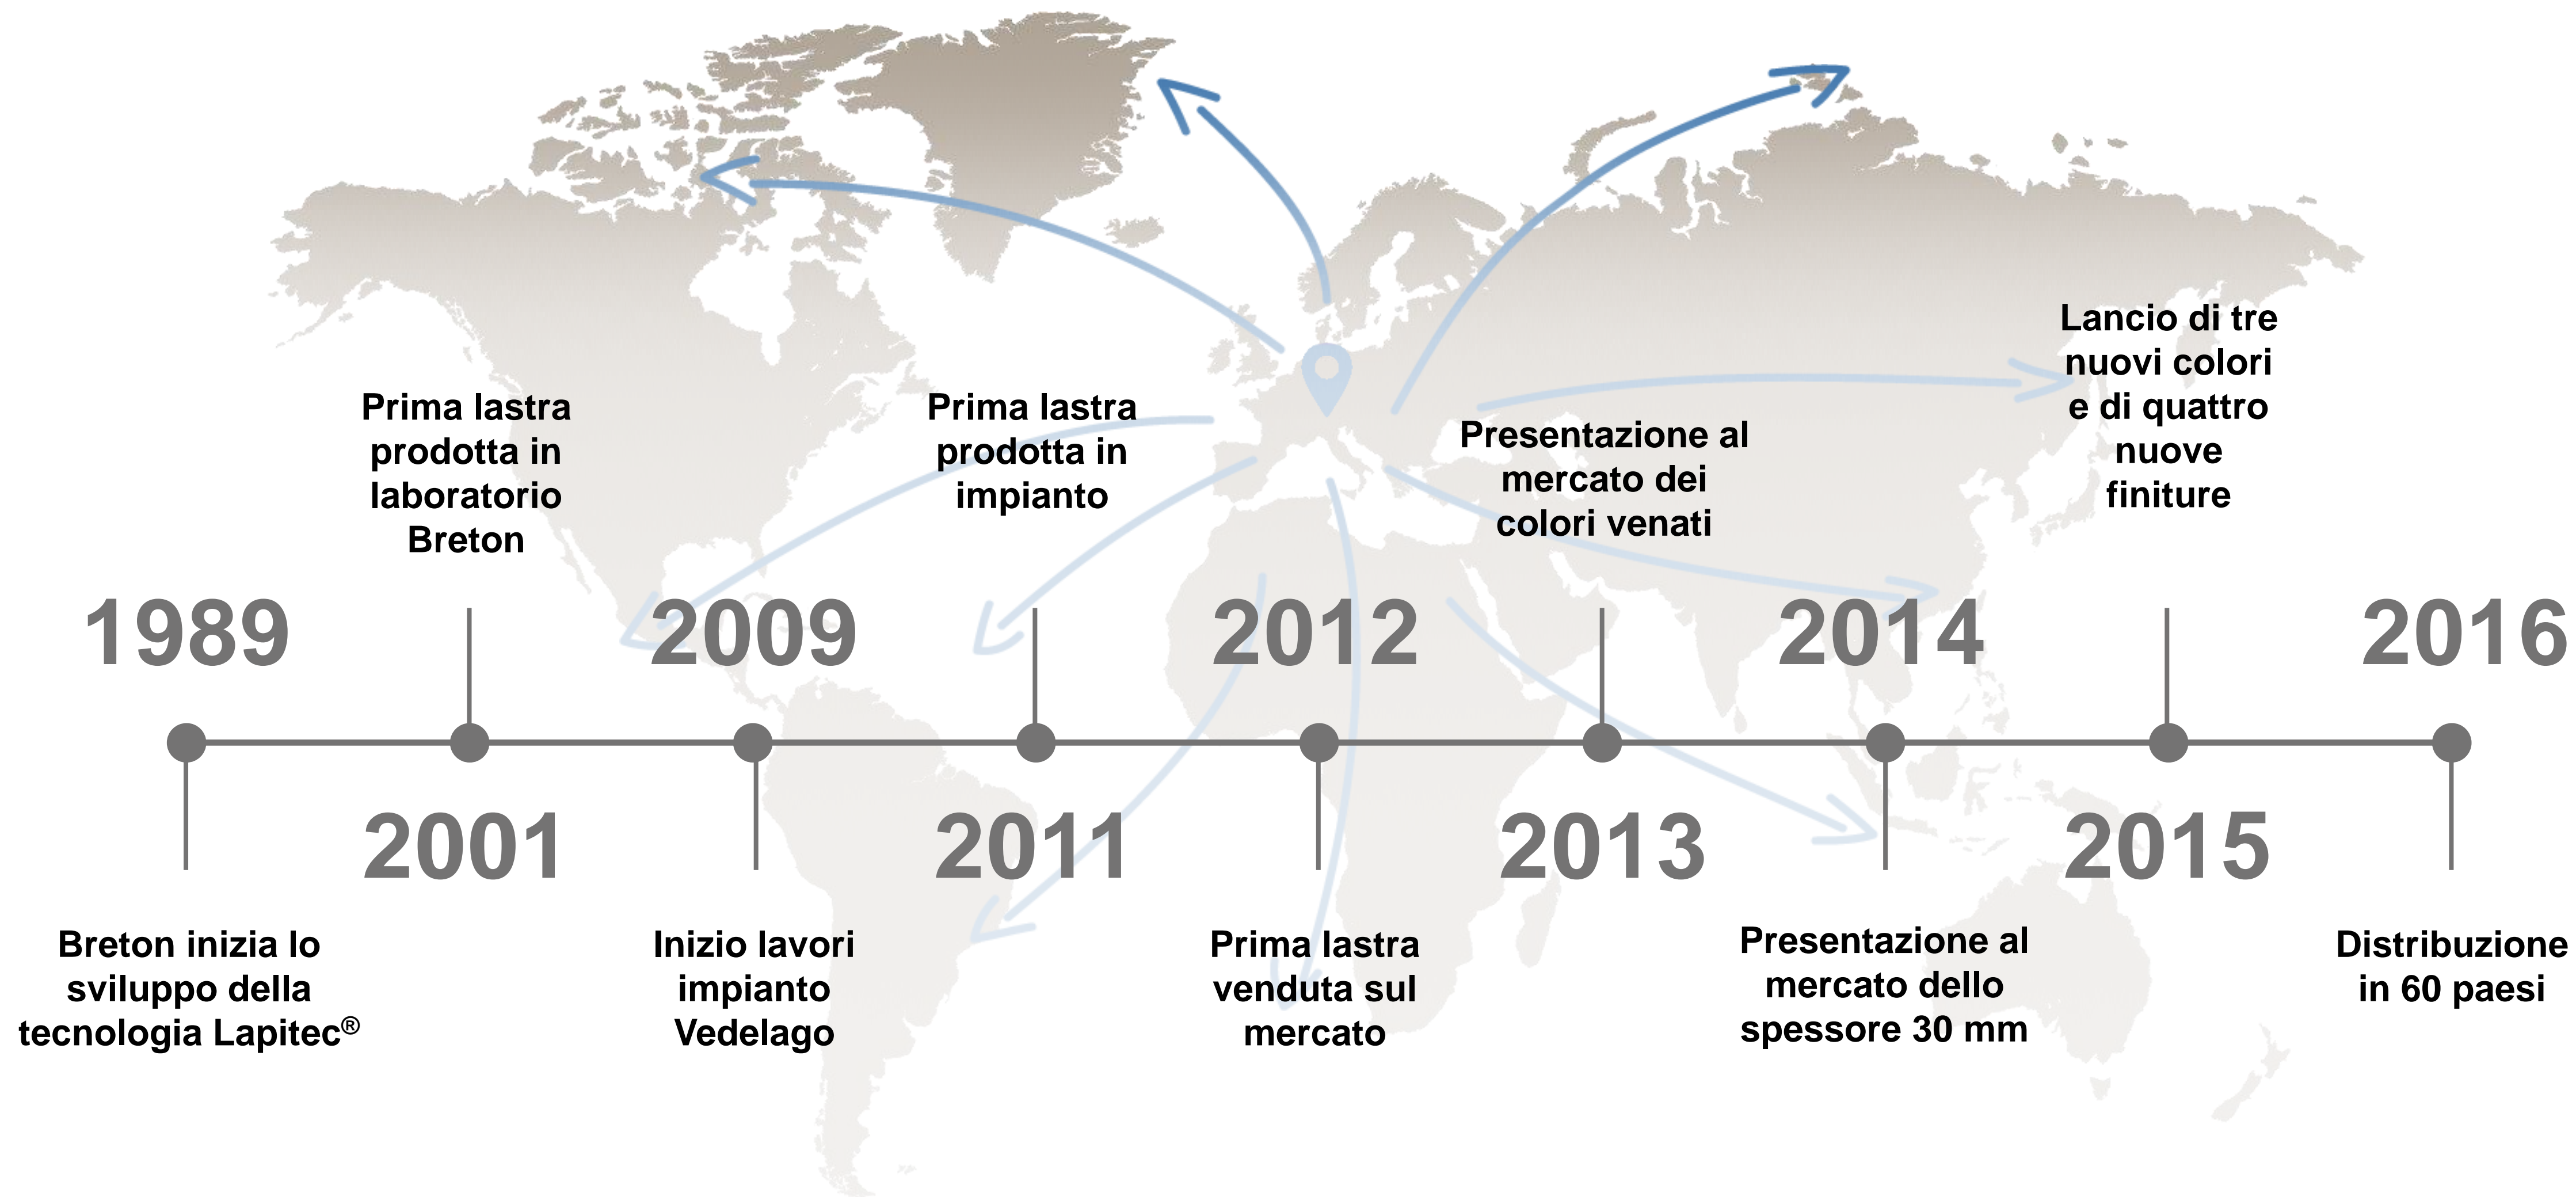 1989
Breton inizia lo
sviluppo della
tecnologia Lapitec®
Prima lastra
prodotta in
laboratorio
Breton
2001
2009
Inizio lavori
impianto
Vedelago
Prima lastra
prodotta in
impianto
2011
2012
Prima lastra
venduta sul
mercato
Presentazione al
mercato dei
colori venati
2013
2014
Presentazione al
mercato dello
spessore 30 mm
Lancio di tre
nuovi colori
e di quattro
nuove
finiture
2015
2016
Distribuzione
in 60 paesi